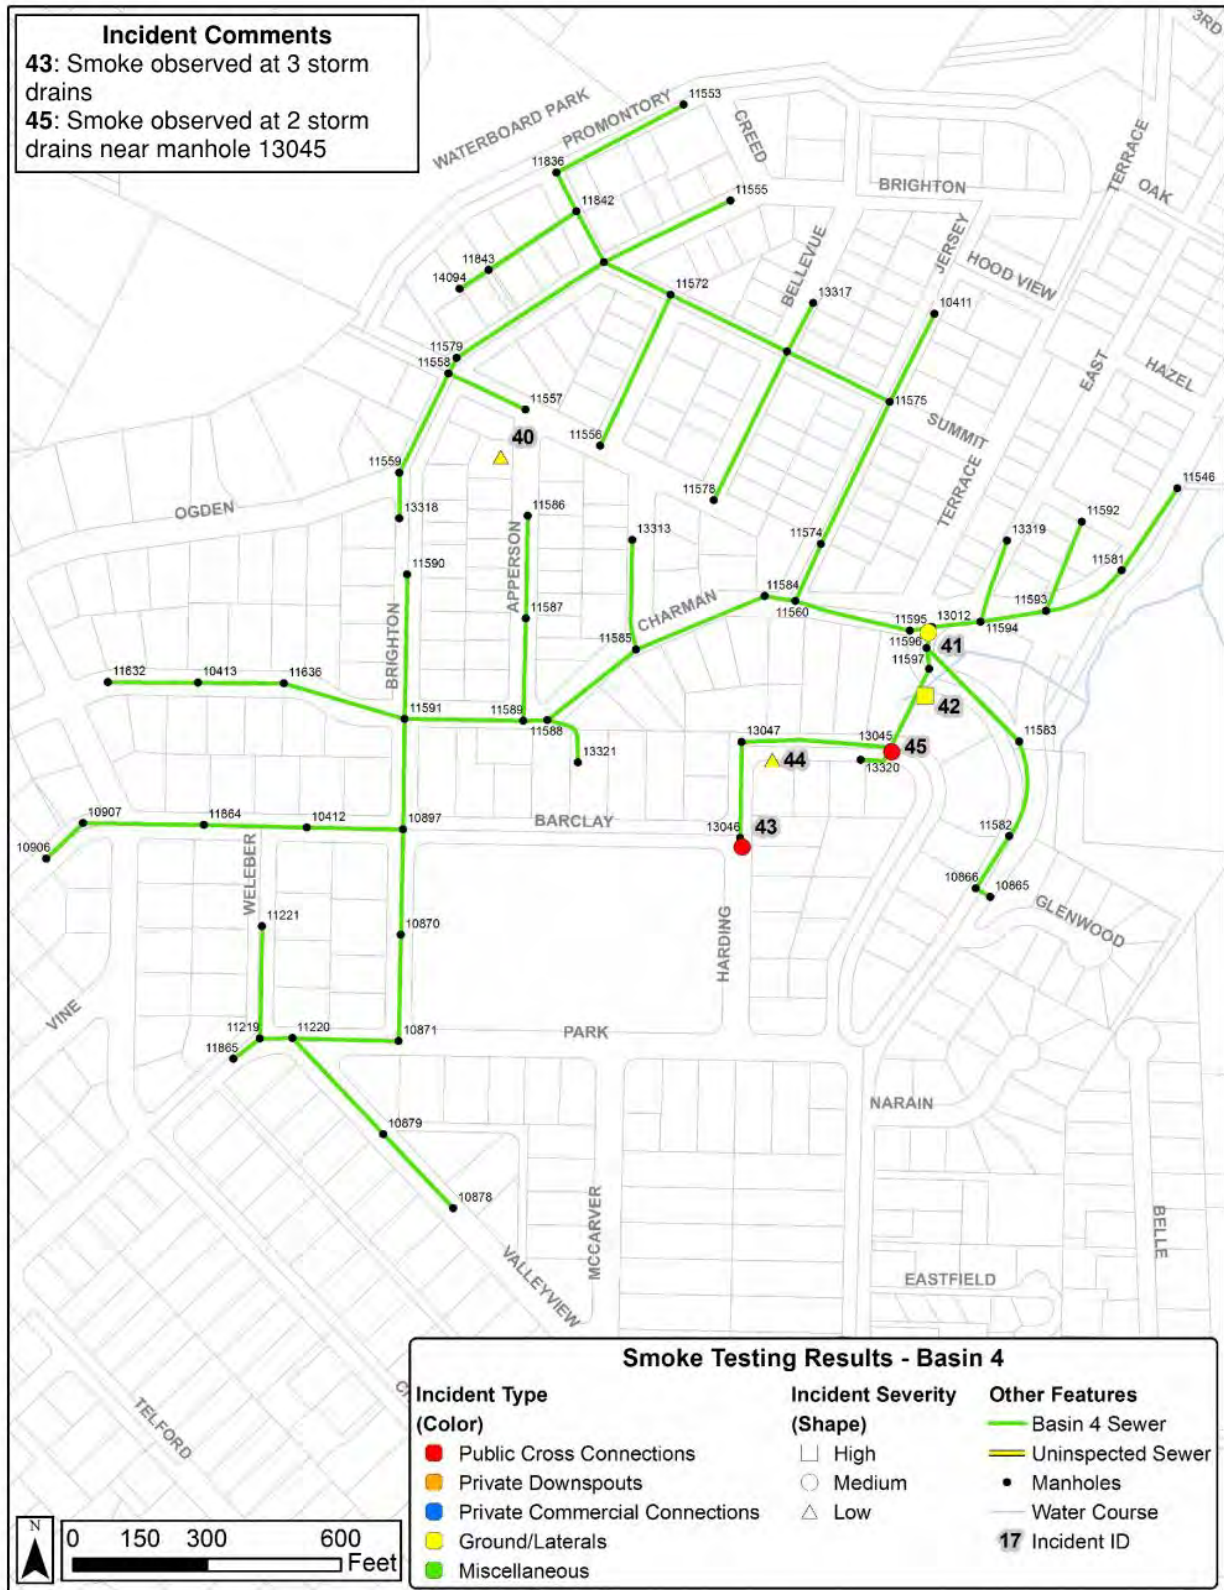 Incident Comments
43: Smoke observed at 3 storm
drains
45: Smoke observed at 2 storm
drains near manhole 13045
3RD
WATERBOARD PARK
PROMONTORY
11553
CREED
TERRACE
11836
BRIGHTON
OAK
11555
11842
BELLEVUE
JERSEY
HOOD VIEW
11843
14094
11572
13317
10411
EAST
HAZEL
11579
11558
11557
11575
SUMMIT
40
11556
11559
TERRACE
11546
OGDEN
13318
11578
11586
11592
13313
13319
APPERSON
11574
11581
11590
11584
CHARMAN
11560
11593
11587
11595
13012
11594
11585
11596
41
11597
BRIGHTON
11632
10413
11636
42
11591
11589
11588
13047
13045
45
11583
13321
44
13320
10907
11864
10412
10897
BARCLAY
13046
43
11582
10906
WELEBER
10866
10865
GLENWOOD
11221
10870
HARDING
VINE
11219
11220
10871
PARK
11865
NARAIN
10879
10878
MCCARVER
BELLE
VALLEYVIEW
EASTFIELD
TELFORD
Smoke Testing Results - Basin 4
Incident Type
(Color)
Public Cross Connections
Private Downspouts
Private Commercial Connections
Ground/Laterals
Miscellaneous
Incident Severity
(Shape)
High
Medium
Low
Other Features
Basin 4 Sewer
Uninspected Sewer
Manholes
Water Course
17 Incident ID
N
0 150 300 600
Feet